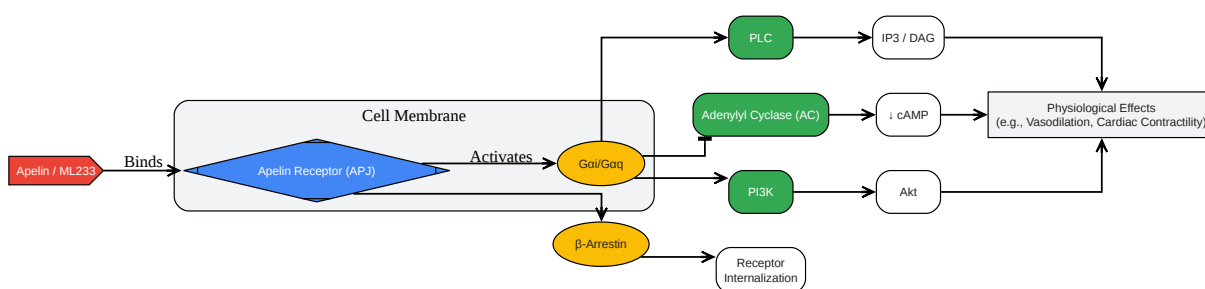 PLC
IP3 / DAG
Cell Membrane
Adenylyl Cyclase (AC)
↓ cAMP
Physiological Effects
(e.g., Vasodilation, Cardiac Contractility)
Apelin / ML233
Binds
Apelin Receptor (APJ)
Activates
Gαi/Gαq
PI3K
Akt
β-Arrestin
Receptor
Internalization